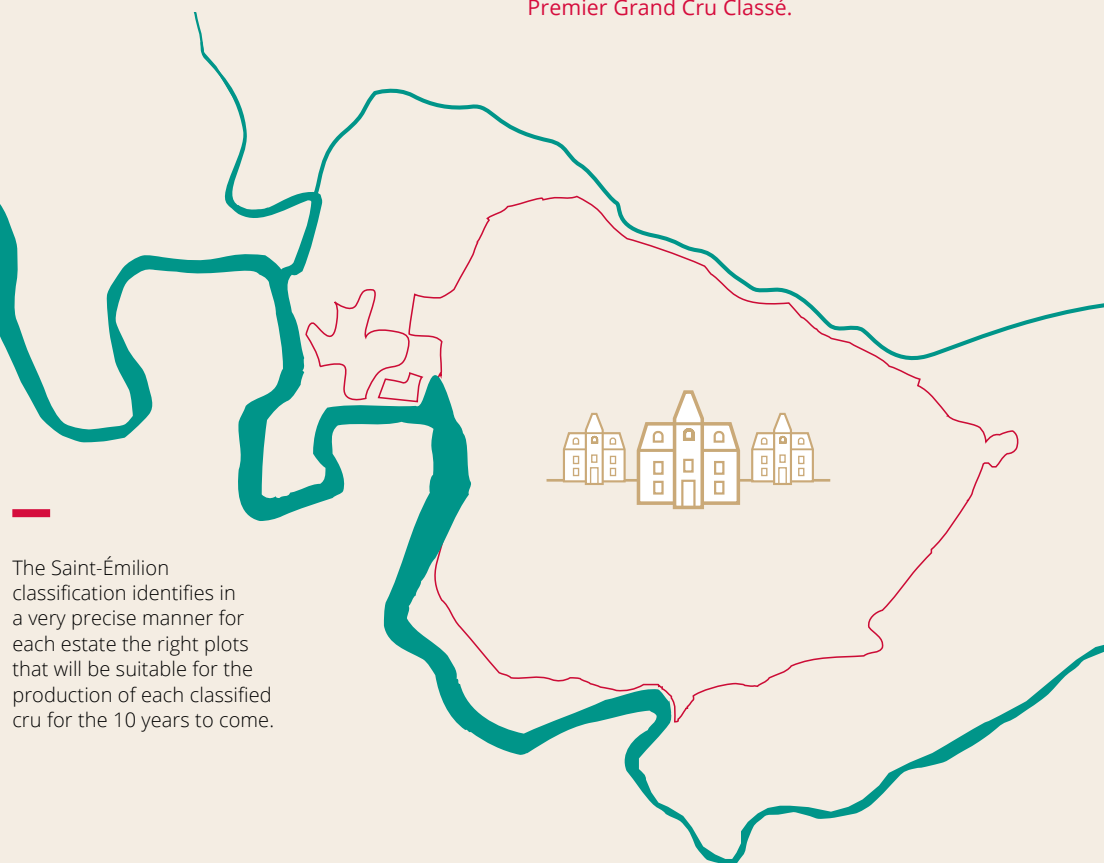 Premier Grand Cru Classé.
The Saint-Émilion
classification identifies in
a very precise manner for
each estate the right plots
that will be suitable for the
production of each classified
cru for the 10 years to come.